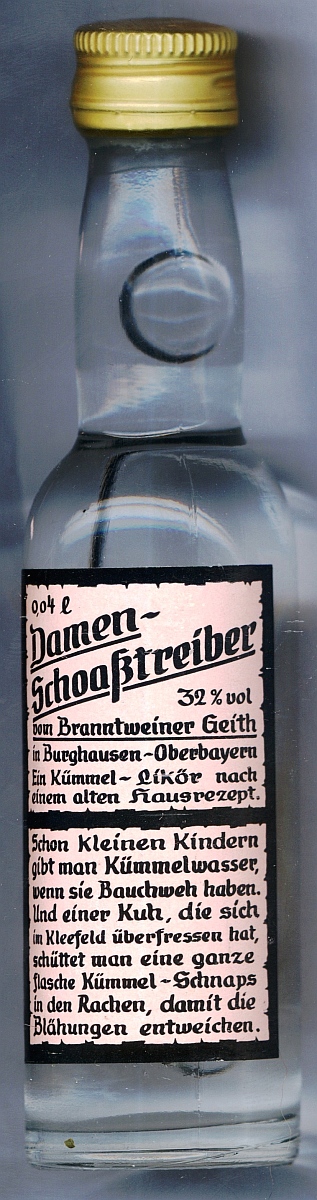 0,04 ℓ
Damen-
Schoaßtreiber
32 % vol
vom Branntweiner Geith
in Burghausen-Oberbayern
Ein Kümmel-Likör nach
einem alten Hausrezept.
Schon kleinen Kindern
gibt man Kümmelwasser,
wenn sie Bauchweh haben.
Und einer Kuh, die sich
im Kleefeld überfressen hat,
schüttet man eine ganze
Flasche Kümmel-Schnaps
in den Rachen, damit die
Blähungen entweichen.